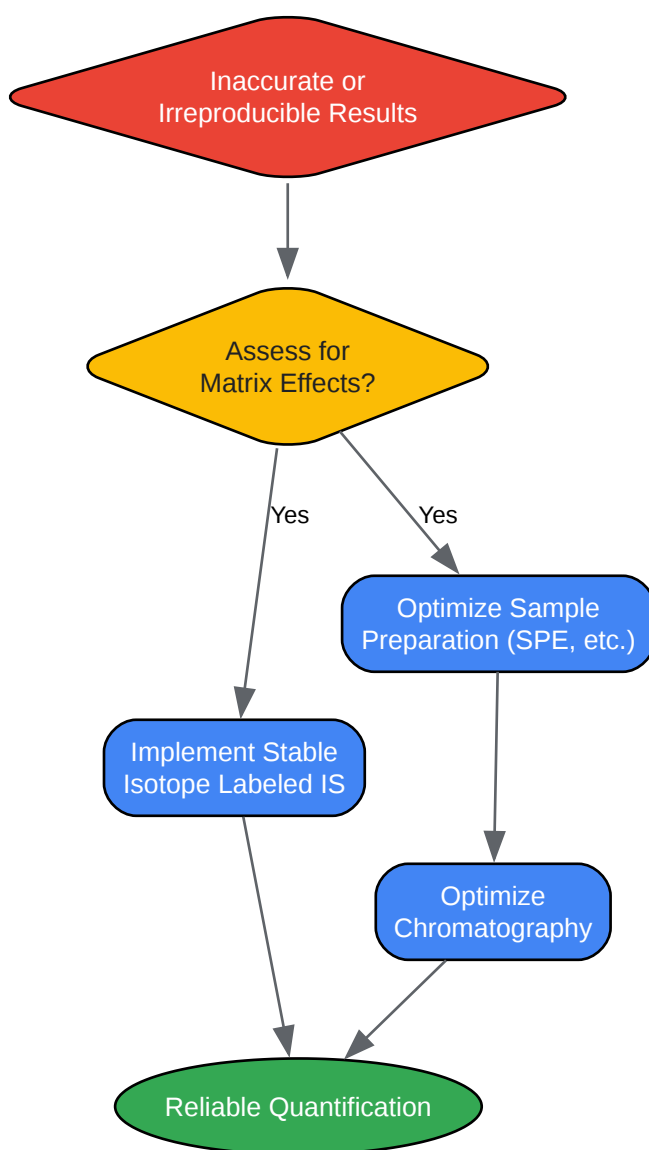 Inaccurate or
Irreproducible Results
Assess for
Matrix Effects?
Yes
Yes
Optimize Sample
Preparation (SPE, etc.)
Implement Stable
Isotope Labeled IS
Optimize
Chromatography
Reliable Quantification